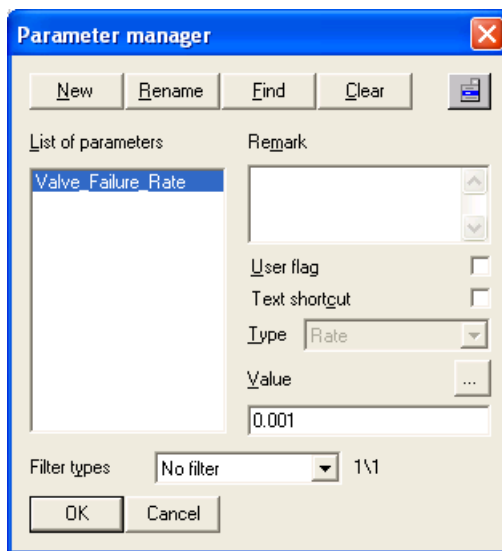 Parameter manager
New Rename Find Clear
List of parameters Remark
Valve_Failure_Rate
User flag
Text shortcut
Type Rate
Value ...
0.001
Filter types No filter 1\1
OK Cancel